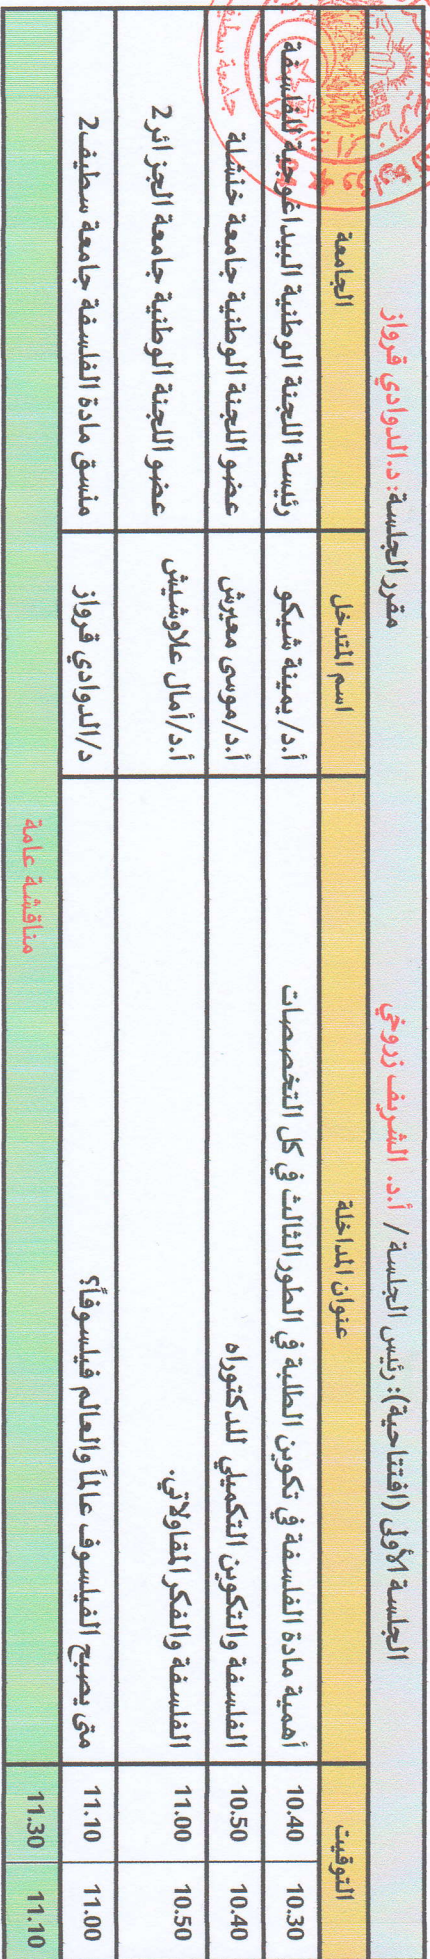 الجلسة الأولى (افتتاحية): رئيس الجلسة / أ.د. الشريف زروخي مقرر الجلسة: د.الدوادي قرواز
التوقيت عنوان المداخلة اسم المتدخل الجامعة
10.30 10.40 أهمية مادة الفلسفة في تكوين الطلبة في الطور الثالث في كل التخصصات أ.د/ يمينة شيكو رئيسة اللجنة الوطنية البيداغوجية للفلسفة
10.40 10.50 الفلسفة والتكوين التكميلي للدكتوراه أ.د/موسى معيرش عضو اللجنة الوطنية جامعة خنشلة
10.50 11.00 الفلسفة والفكر المقاولاتي. أ.د/أمال علاوشيش عضو اللجنة الوطنية جامعة الجزائر2
11.00 11.10 متى يصبح الفيلسوف عالماً والعالم فيلسوفاً؟ د/الدوادي قرواز منسق مادة الفلسفة جامعة سطيف2
11.10 11.30 مناقشة عامة
جامعة سطيف